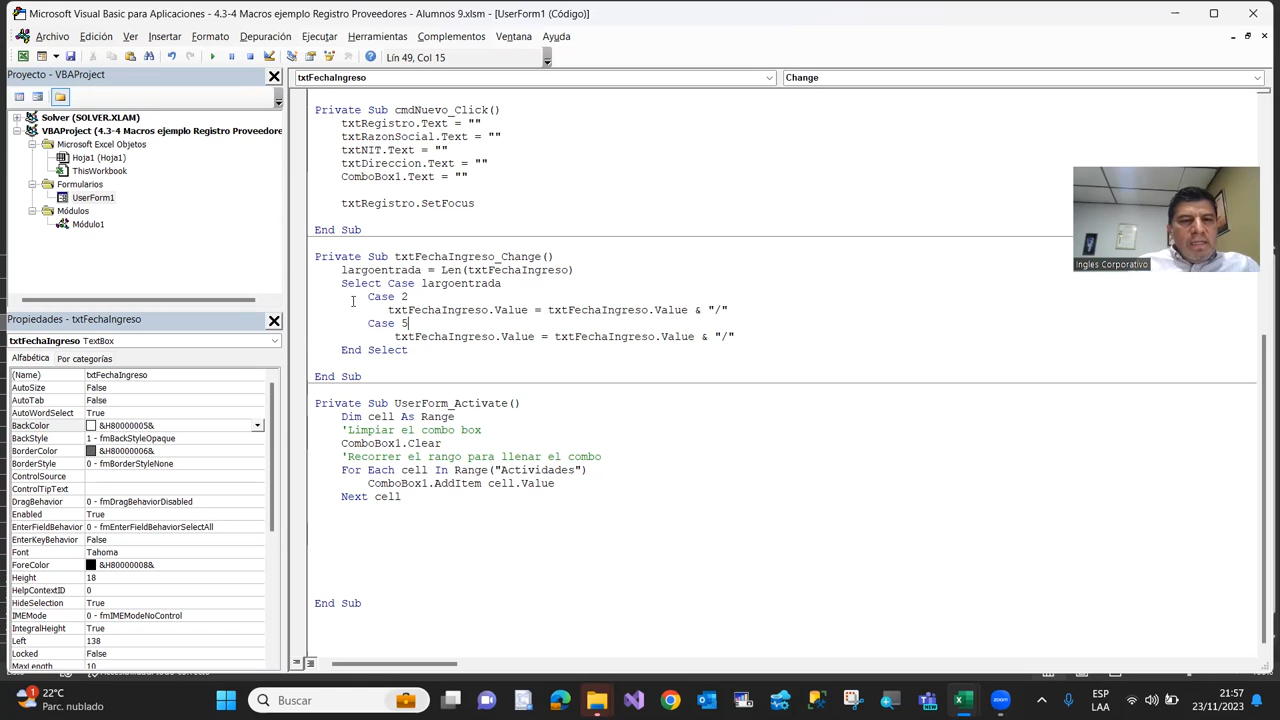 Microsoft Visual Basic para Aplicaciones - 4.3-4 Macros ejemplo Registro Proveedores - Alumnos 9.xlsm - [UserForm1 (Código)]
Archivo Edición Ver Insertar Formato Depuración Ejecutar Herramientas Complementos Ventana Ayuda
Lín 49, Col 15
Proyecto - VBAProject
Solver (SOLVER.XLAM)
VBAProject (4.3-4 Macros ejemplo Registro Proveedores
Microsoft Excel Objetos
Hoja1 (Hoja1)
ThisWorkbook
Formularios
UserForm1
Módulos
Módulo1
Propiedades - txtFechaIngreso
txtFechaIngreso TextBox
Alfabética Por categorías
(Name) txtFechaIngreso
AutoSize False
AutoTab False
AutoWordSelect True
BackColor &H80000005&
BackStyle 1 - fmBackStyleOpaque
BorderColor &H80000006&
BorderStyle 0 - fmBorderStyleNone
ControlSource
ControlTipText
DragBehavior 0 - fmDragBehaviorDisabled
Enabled True
EnterFieldBehavior 0 - fmEnterFieldBehaviorSelectAll
EnterKeyBehavior False
Font Tahoma
ForeColor &H80000008&
Height 18
HelpContextID 0
HideSelection True
IMEMode 0 - fmIMEModeNoControl
IntegralHeight True
Left 138
Locked False
MaxLength 10
txtFechaIngreso Change
Private Sub cmdNuevo_Click()
txtRegistro.Text = ""
txtRazonSocial.Text = ""
txtNIT.Text = ""
txtDireccion.Text = ""
ComboBox1.Text = ""
txtRegistro.SetFocus
End Sub
Private Sub txtFechaIngreso_Change()
largoentrada = Len(txtFechaIngreso)
Select Case largoentrada
Case 2
txtFechaIngreso.Value = txtFechaIngreso.Value & "/"
Case 5
txtFechaIngreso.Value = txtFechaIngreso.Value & "/"
End Select
End Sub
Private Sub UserForm_Activate()
Dim cell As Range
'Limpiar el combo box
ComboBox1.Clear
'Recorrer el rango para llenar el combo
For Each cell In Range("Actividades")
ComboBox1.AddItem cell.Value
Next cell
End Sub
Ingles Corporativo
22°C
Parc. nublado
Buscar
ESP
LAA
21:57
23/11/2023